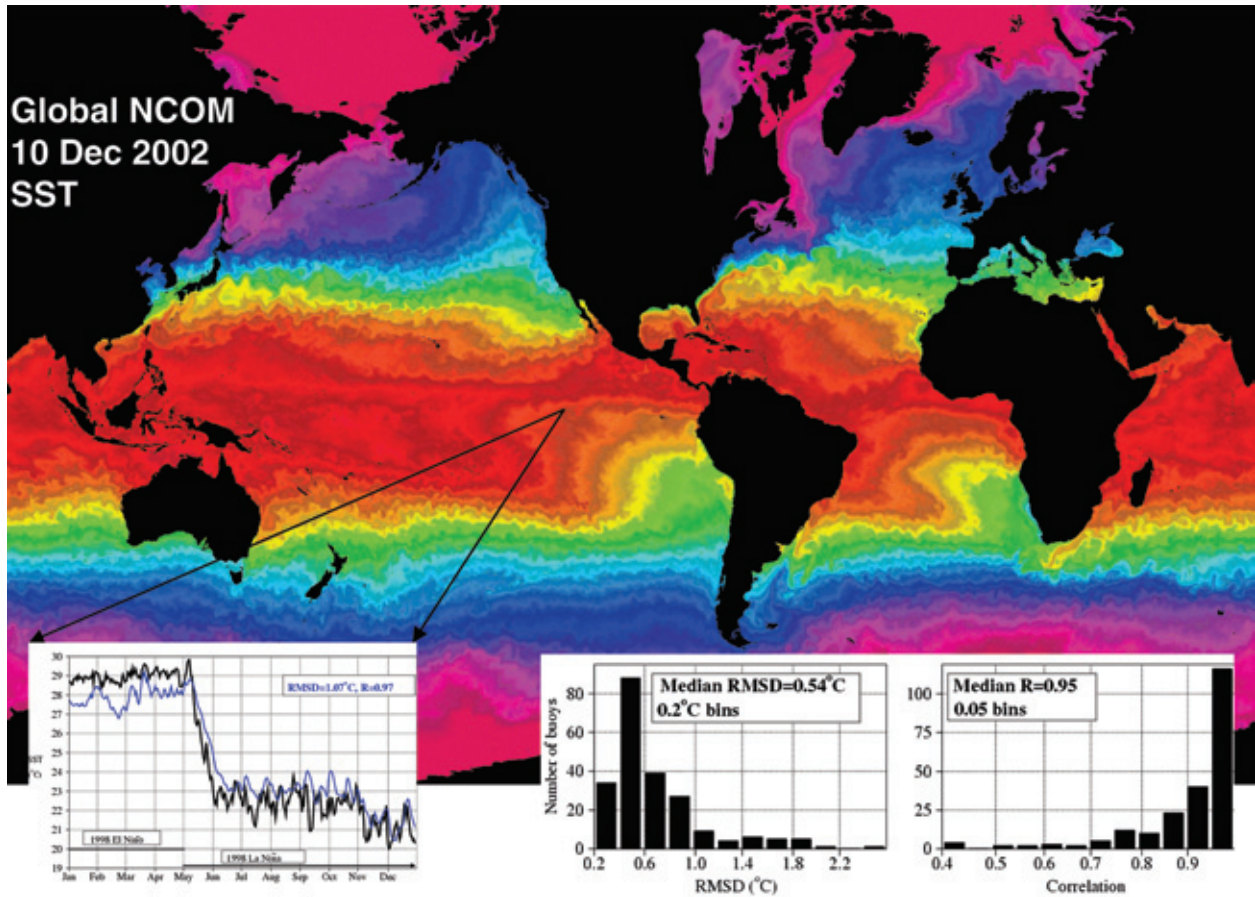 Global NCOM
10 Dec 2002
SST
30
29
28
27
26
25
24
23
22
21
20
19
RMSD=1.07°C, R=0.97
1998 El Niño
1998 La Niña
Jan Feb Mar Apr May Jun Jul Aug Sep Oct Nov Dec
Number of buoys
80
60
40
20
0
Median RMSD=0.54°C
0.2°C bins
0.2 0.6 1.0 1.4 1.8 2.2
RMSD (°C)
100
75
50
25
0
Median R=0.95
0.05 bins
0.4 0.5 0.6 0.7 0.8 0.9
Correlation